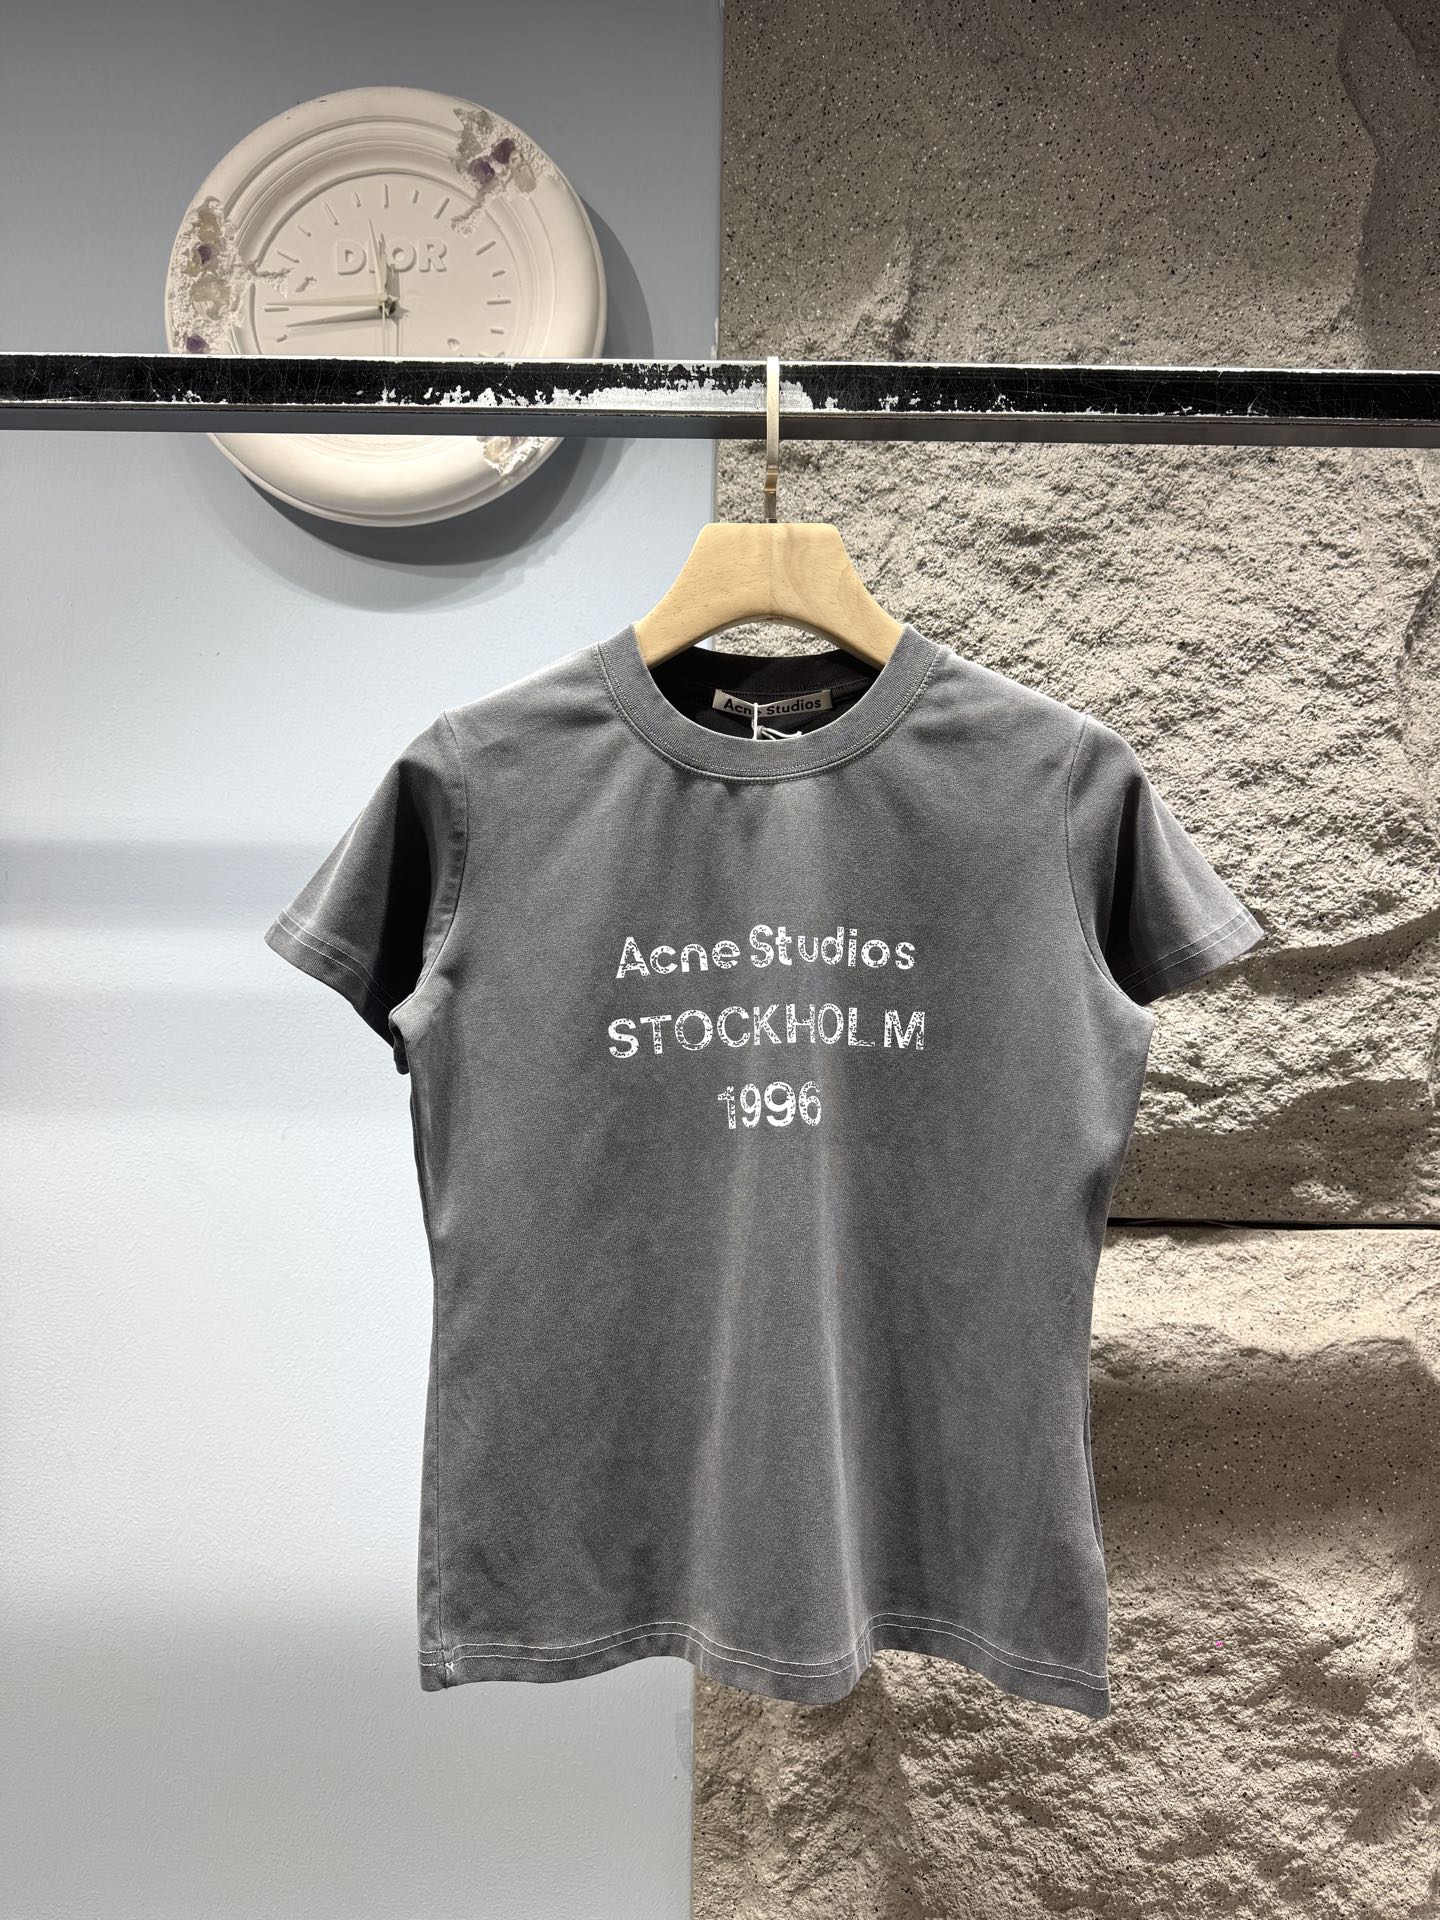 DIOR
Acne Studios
Acne Studios
STOCKHOLM
1996